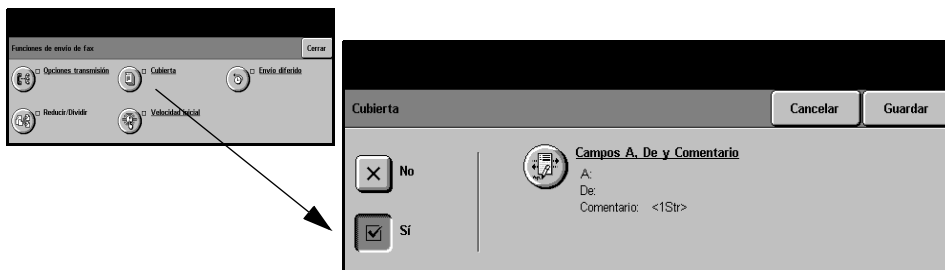 Funciones de envío de fax
Cerrar
Opciones transmisión
Cubierta
Envío diferido
Reducir/Dividir
Velocidad inicial
Cubierta
Cancelar
Guardar
No
Sí
Campos A, De y Comentario
A:
De:
Comentario: <1Str>